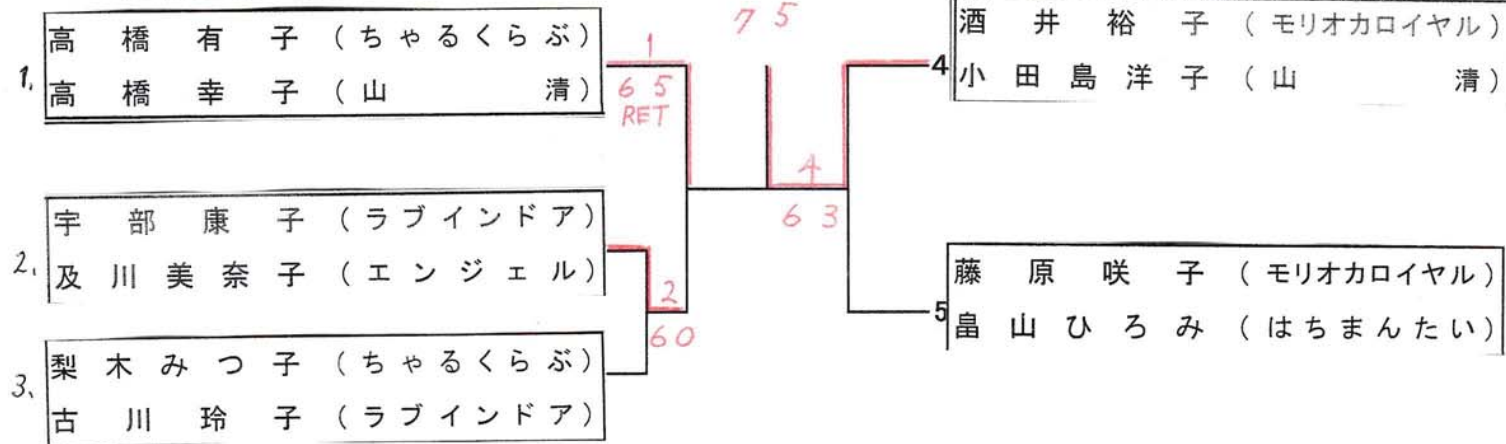 1. 高橋有子（ちゃるくらぶ）
高橋幸子（山清）
1
6 5
RET
2. 宇部康子（ラブインドア）
及川美奈子（エンジェル）
2
6 0
3. 梨木みつ子（ちゃるくらぶ）
古川玲子（ラブインドア）
7 5
4
6 3
4 酒井裕子（モリオカロイヤル）
小田島洋子（山清）
5 藤原咲子（モリオカロイヤル）
畠山ひろみ（はちまんたい）